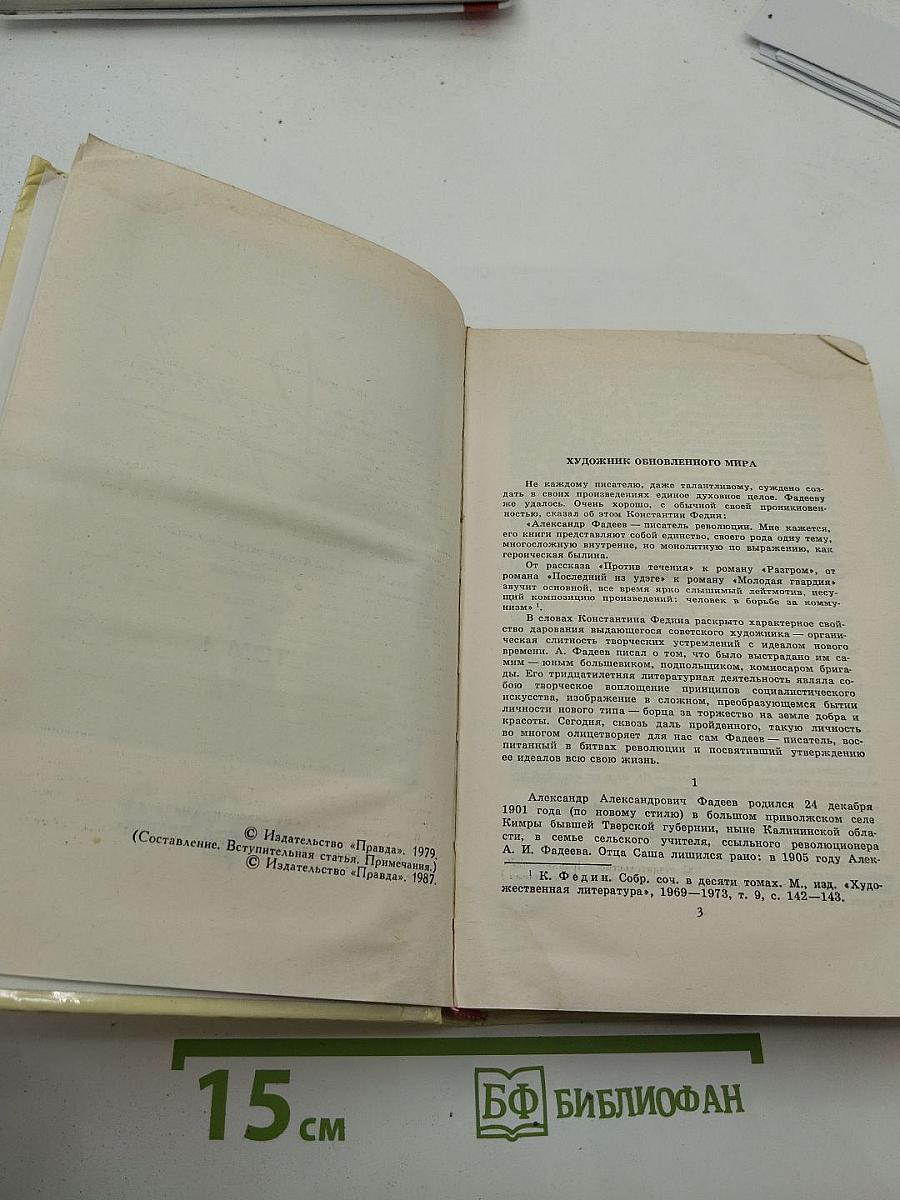 © Издательство «Правда». 1979.
(Составление. Вступительная статья. Примечания.)
© Издательство «Правда». 1987.
ХУДОЖНИК ОБНОВЛЕННОГО МИРА
Не каждому писателю, даже талантливому, суждено соз-
дать в своих произведениях единое духовное целое. Фадееву
же удалось. Очень хорошо, с обычной своей проникновен-
ностью, сказал об этом Константин Федин:
«Александр Фадеев — писатель революции. Мне кажется,
его книги представляют собой единство, своего рода одну тему,
многосложную внутренне, но монолитную по выражению, как
героическая былина.
От рассказа «Против течения» к роману «Разгром», от
романа «Последний из удэге» к роману «Молодая гвардия»
звучит основной, все время ярко слышимый лейтмотив, несу-
щий композицию произведений: человек в борьбе за комму-
низм» ¹.
В словах Константина Федина раскрыто характерное свой-
ство дарования выдающегося советского художника — органи-
ческая слитность творческих устремлений с идеалом нового
времени. А. Фадеев писал о том, что было выстрадано им са-
мим — юным большевиком, подпольщиком, комиссаром брига-
ды. Его тридцатилетняя литературная деятельность являла со-
бою творческое воплощение принципов социалистического
искусства, изображение в сложном, преобразующемся бытии
личности нового типа — борца за торжество на земле добра и
красоты. Сегодня, сквозь даль пройденного, такую личность
во многом олицетворяет для нас сам Фадеев — писатель, вос-
питанный в битвах революции и посвятивший утверждению
ее идеалов всю свою жизнь.
1
Александр Александрович Фадеев родился 24 декабря
1901 года (по новому стилю) в большом приволжском селе
Кимры бывшей Тверской губернии, ныне Калининской обла-
сти, в семье сельского учителя, ссыльного революционера
А. И. Фадеева. Отца Саша лишился рано: в 1905 году Алек-
¹ К. Федин. Собр. соч. в десяти томах. М., изд. «Худо-
жественная литература», 1969—1973, т. 9, с. 142—143.
3
15 см
БФ БИБЛИОФАН